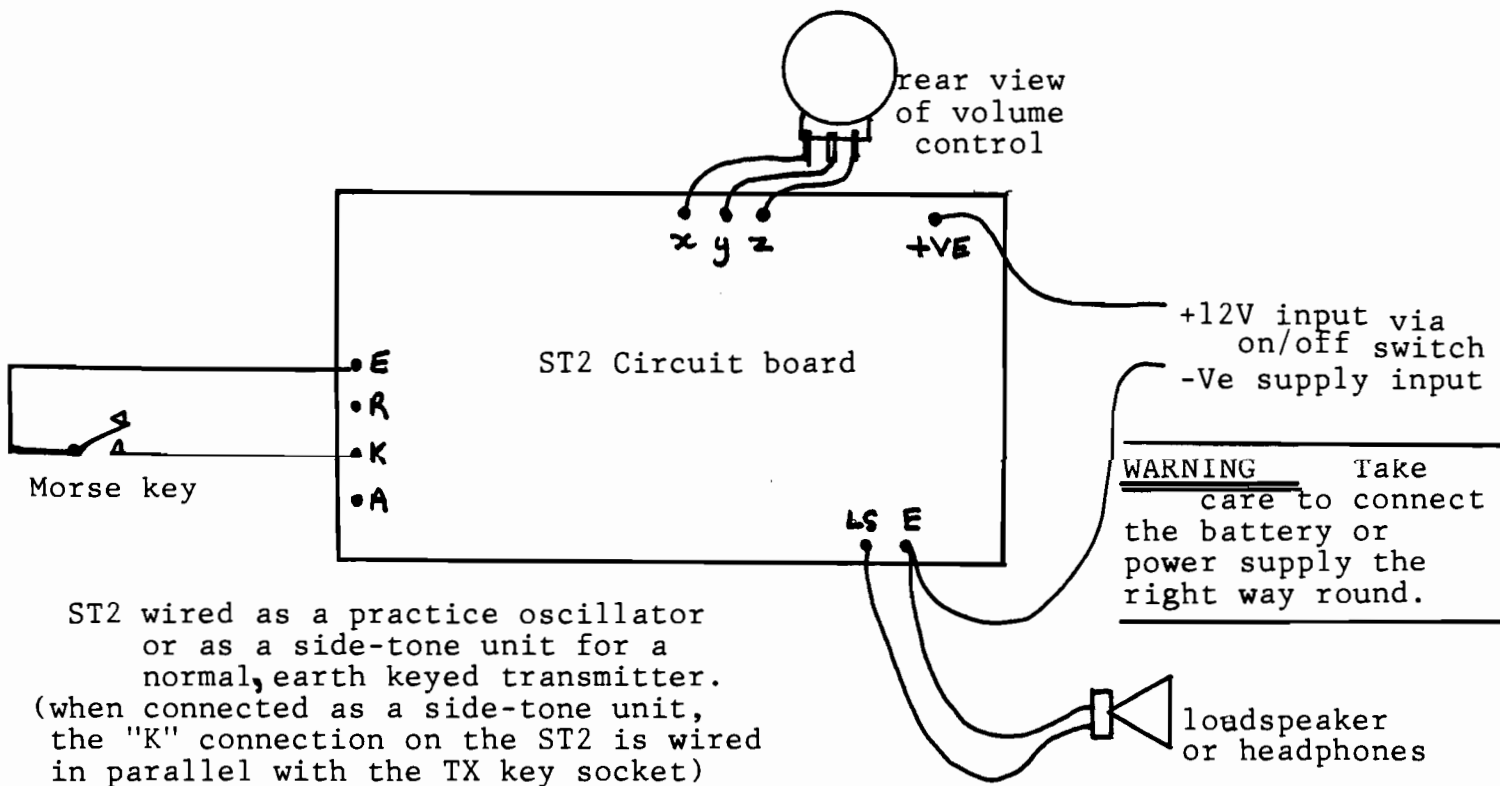 rear view
of volume
control
x y z
+VE
+12V input via
on/off switch
-Ve supply input
E
ST2 Circuit board
R
K
A
Morse key
WARNING Take
care to connect
the battery or
power supply the
right way round.
LS E
ST2 wired as a practice oscillator
or as a side-tone unit for a
normal, earth keyed transmitter.
(when connected as a side-tone unit,
the "K" connection on the ST2 is wired
in parallel with the TX key socket)
loudspeaker
or headphones